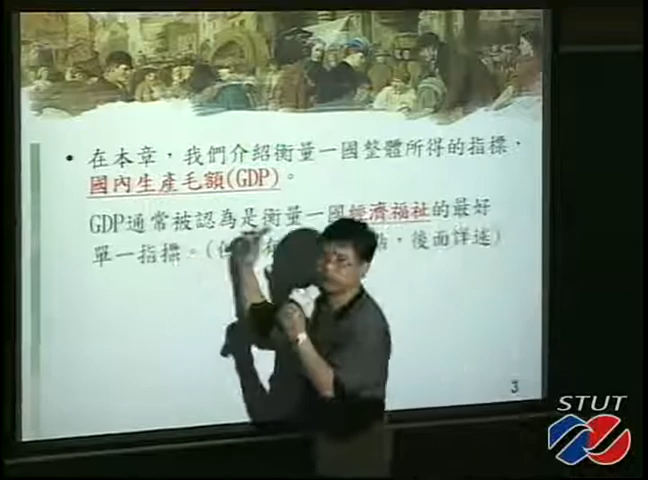 • 在本章，我們介紹衡量一國整體所得的指標，
國內生產毛額(GDP)。
GDP通常被認為是衡量一國經濟福祉的最好
單一指標。(但 點，後面詳述)
3
STUT